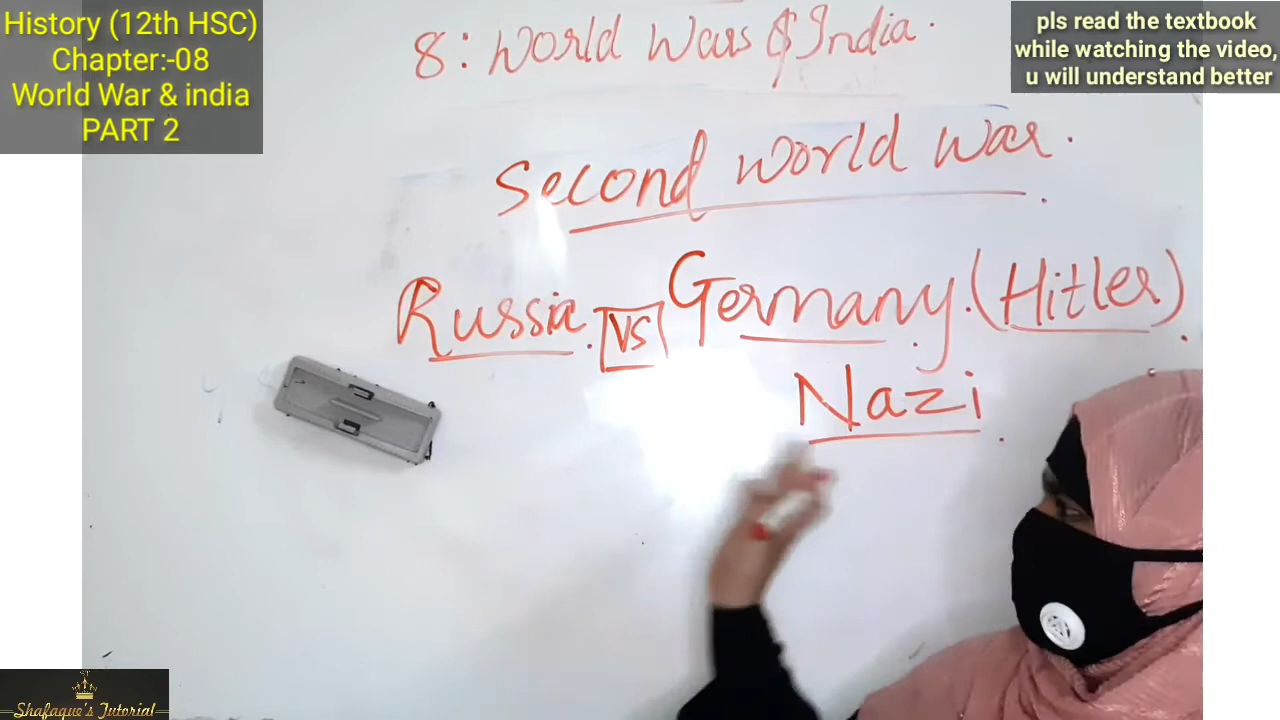 History (12th HSC)
Chapter:-08
World War & india
PART 2
pls read the textbook
while watching the video,
u will understand better
8: World Wars & India.
Second World War.
Russia. VS Germany. (Hitler).
Nazi.
Shafaque's Tutorial